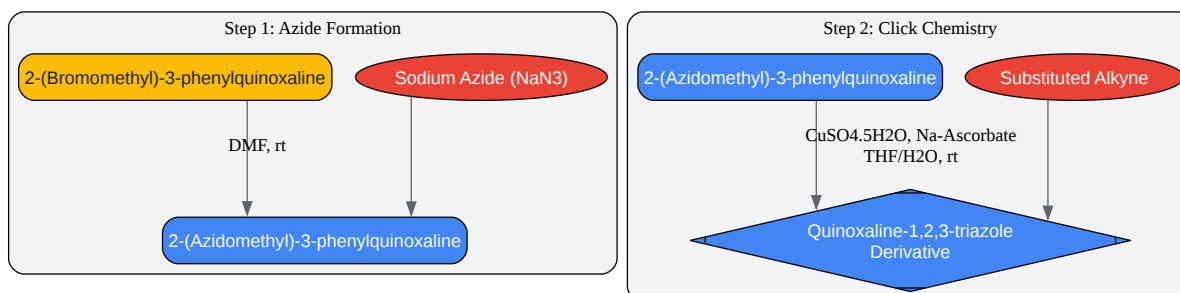 Step 1: Azide Formation
2-(Bromomethyl)-3-phenylquinoxaline
Sodium Azide (NaN3)
DMF, rt
2-(Azidomethyl)-3-phenylquinoxaline
Step 2: Click Chemistry
2-(Azidomethyl)-3-phenylquinoxaline
Substituted Alkyne
CuSO4.5H2O, Na-Ascorbate
THF/H2O, rt
Quinoxaline-1,2,3-triazole
Derivative